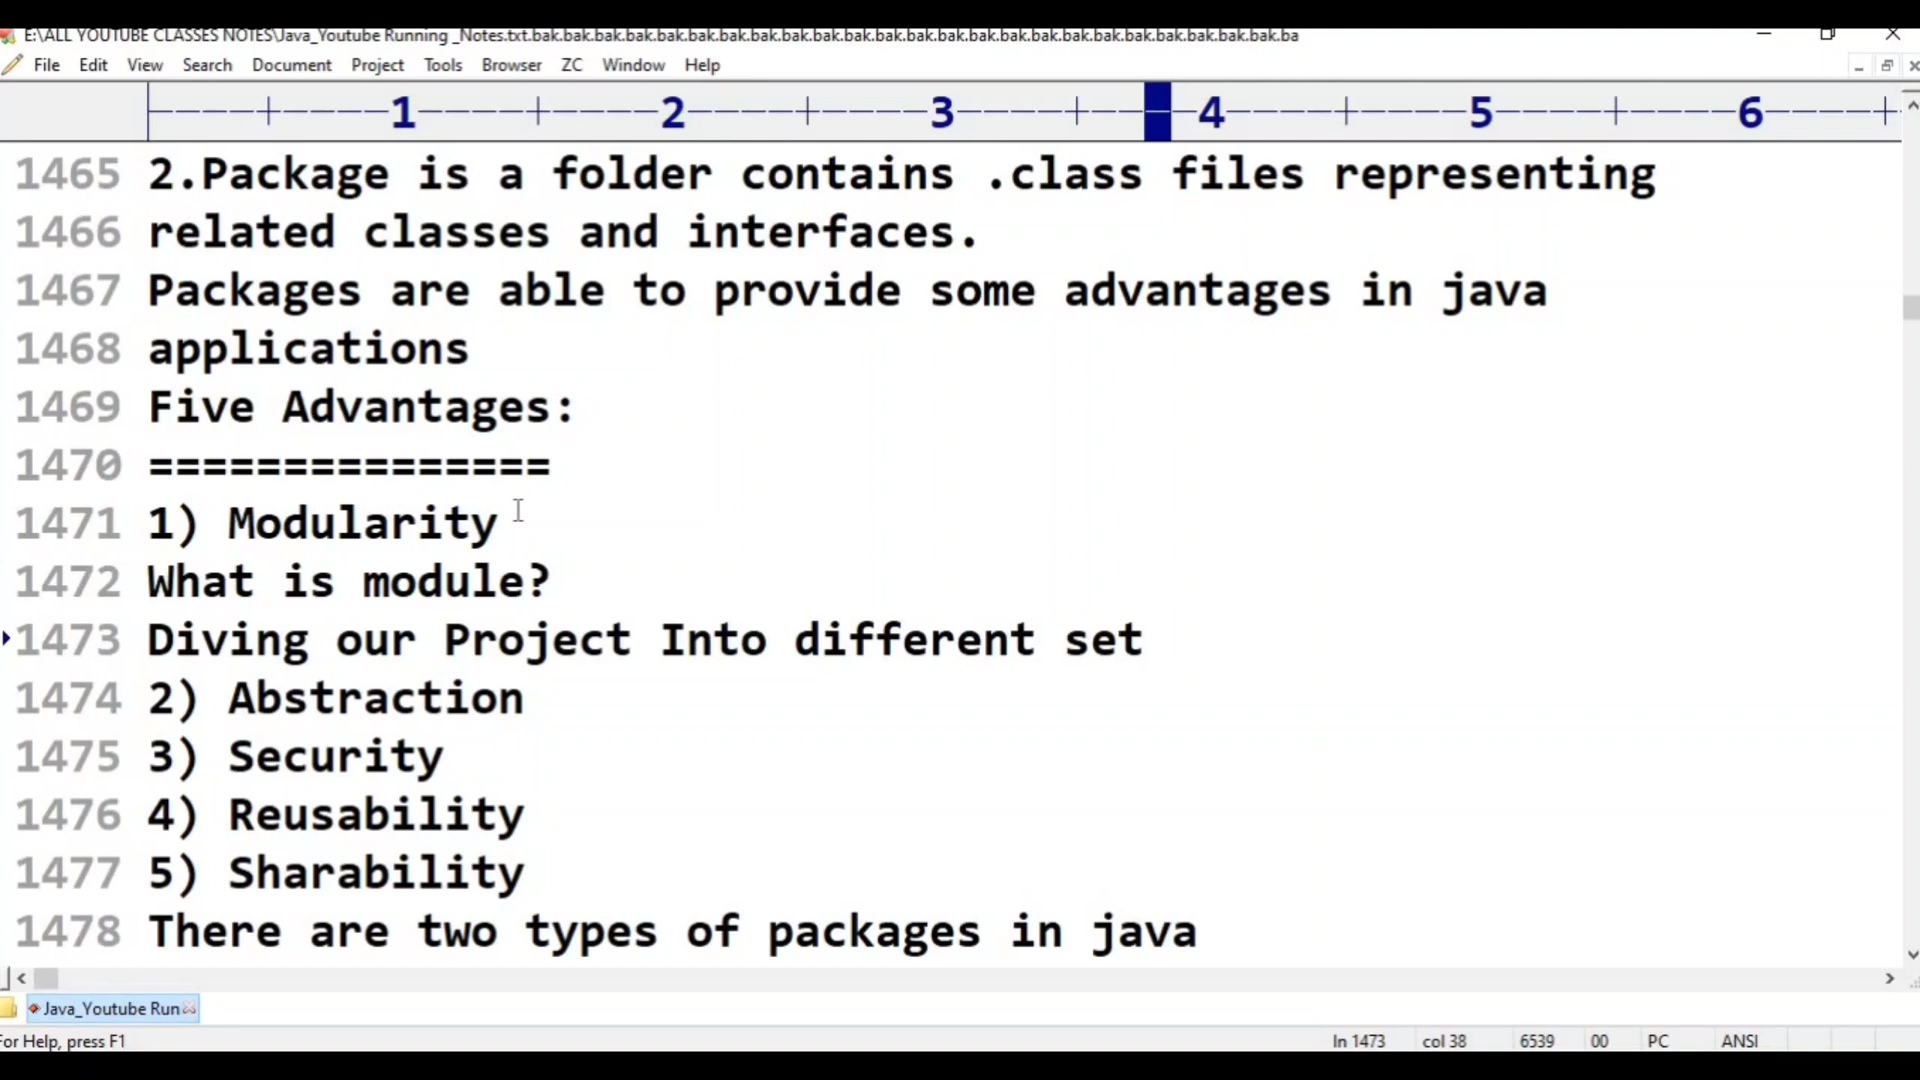 E:\ALL YOUTUBE CLASSES NOTES\Java_Youtube Running _Notes.txt.bak.bak.bak.bak.bak.bak.bak.bak.bak.bak.bak.bak.bak.bak.bak.bak.bak.bak.bak.bak.bak.bak.bak.bak.ba
File Edit View Search Document Project Tools Browser ZC Window Help
1 2 3 4 5 6
1465 2.Package is a folder contains .class files representing
1466 related classes and interfaces.
1467 Packages are able to provide some advantages in java
1468 applications
1469 Five Advantages:
1470 ===============
1471 1) Modularity
1472 What is module?
1473 Diving our Project Into different set
1474 2) Abstraction
1475 3) Security
1476 4) Reusability
1477 5) Sharability
1478 There are two types of packages in java
Java_Youtube Run
For Help, press F1 ln 1473 col 38 6539 00 PC ANSI